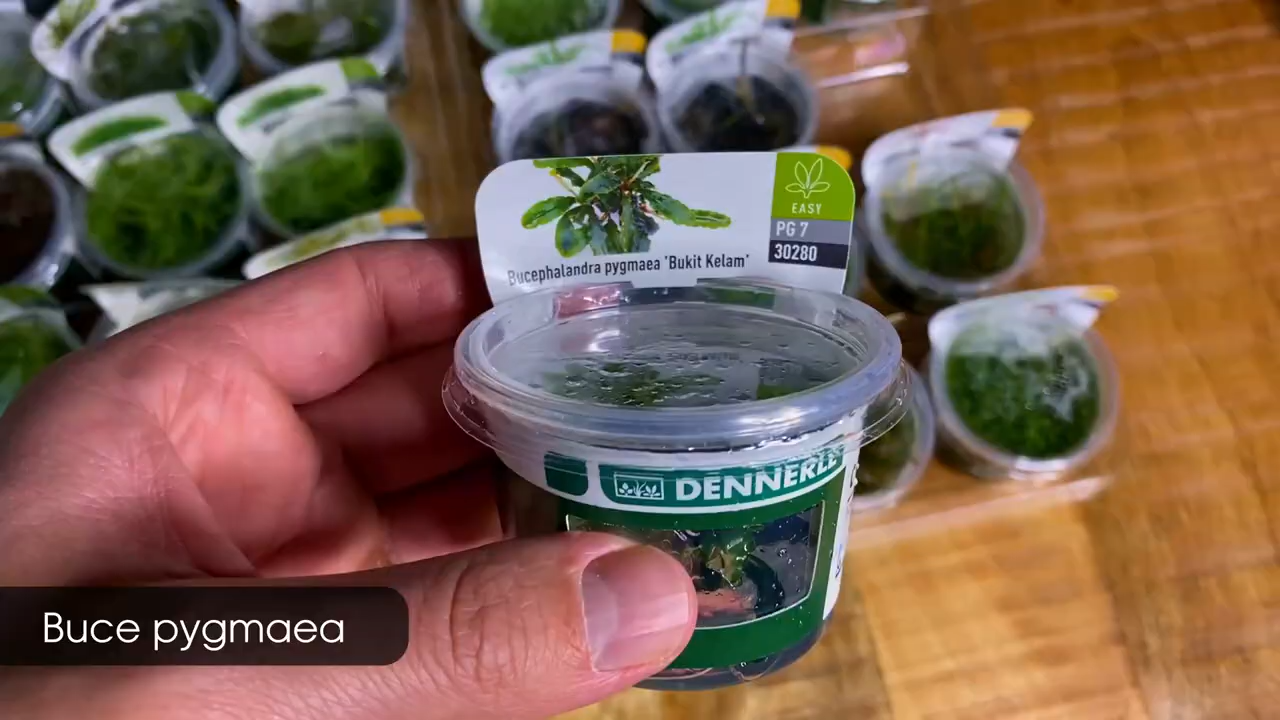 EASY
PG 7
30280
Bucephalandra pygmaea 'Bukit Kelam'
DENNERLE
Buce pygmaea